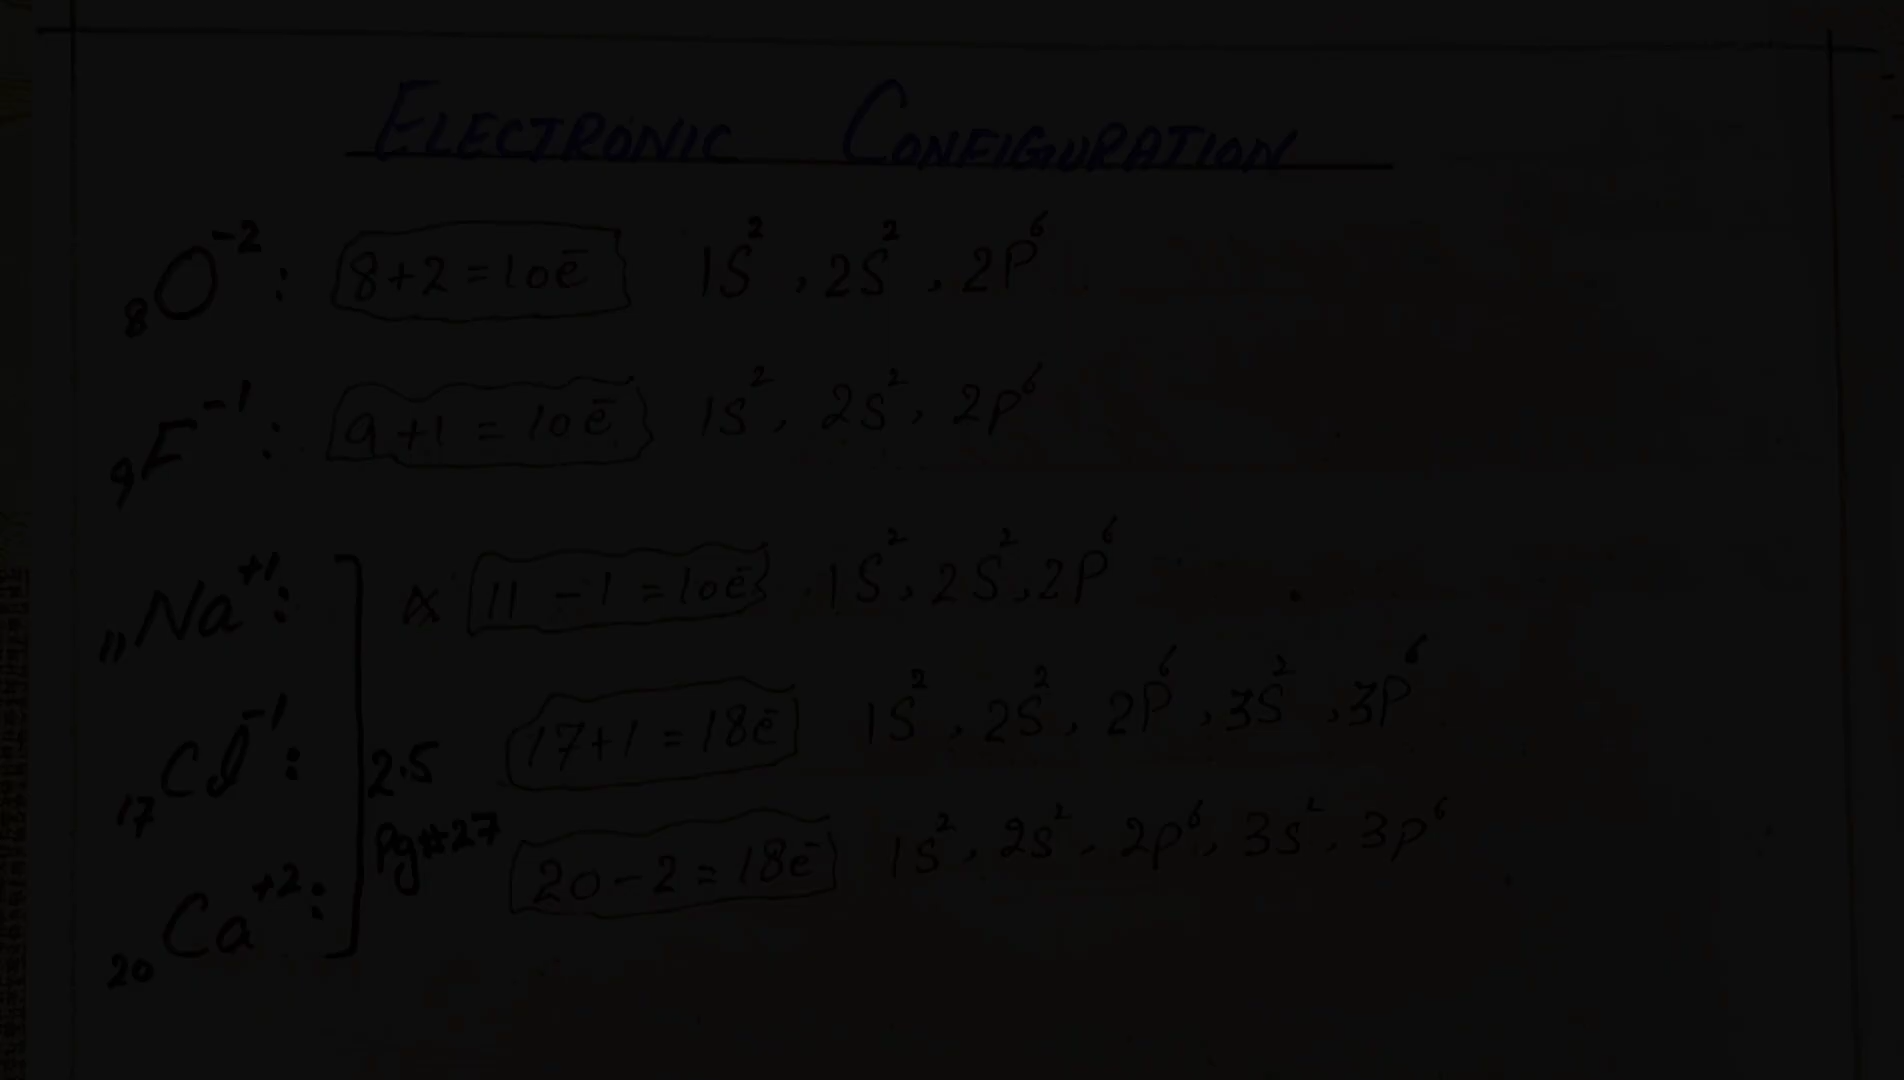 ELECTRONIC CONFIGURATION
₈O⁻²: 8+2=10ē 1S², 2S², 2P⁶
₉F⁻¹: 9+1=10ē 1S², 2S², 2P⁶
₁₁Na⁺¹: 11-1=10ē 1S², 2S², 2P⁶
₁₇Cl⁻¹: 17+1=18ē 1S², 2S², 2P⁶, 3S², 3P⁶
2.5
Pg#27
₂₀Ca⁺²: 20-2=18ē 1S², 2S², 2P⁶, 3S², 3P⁶